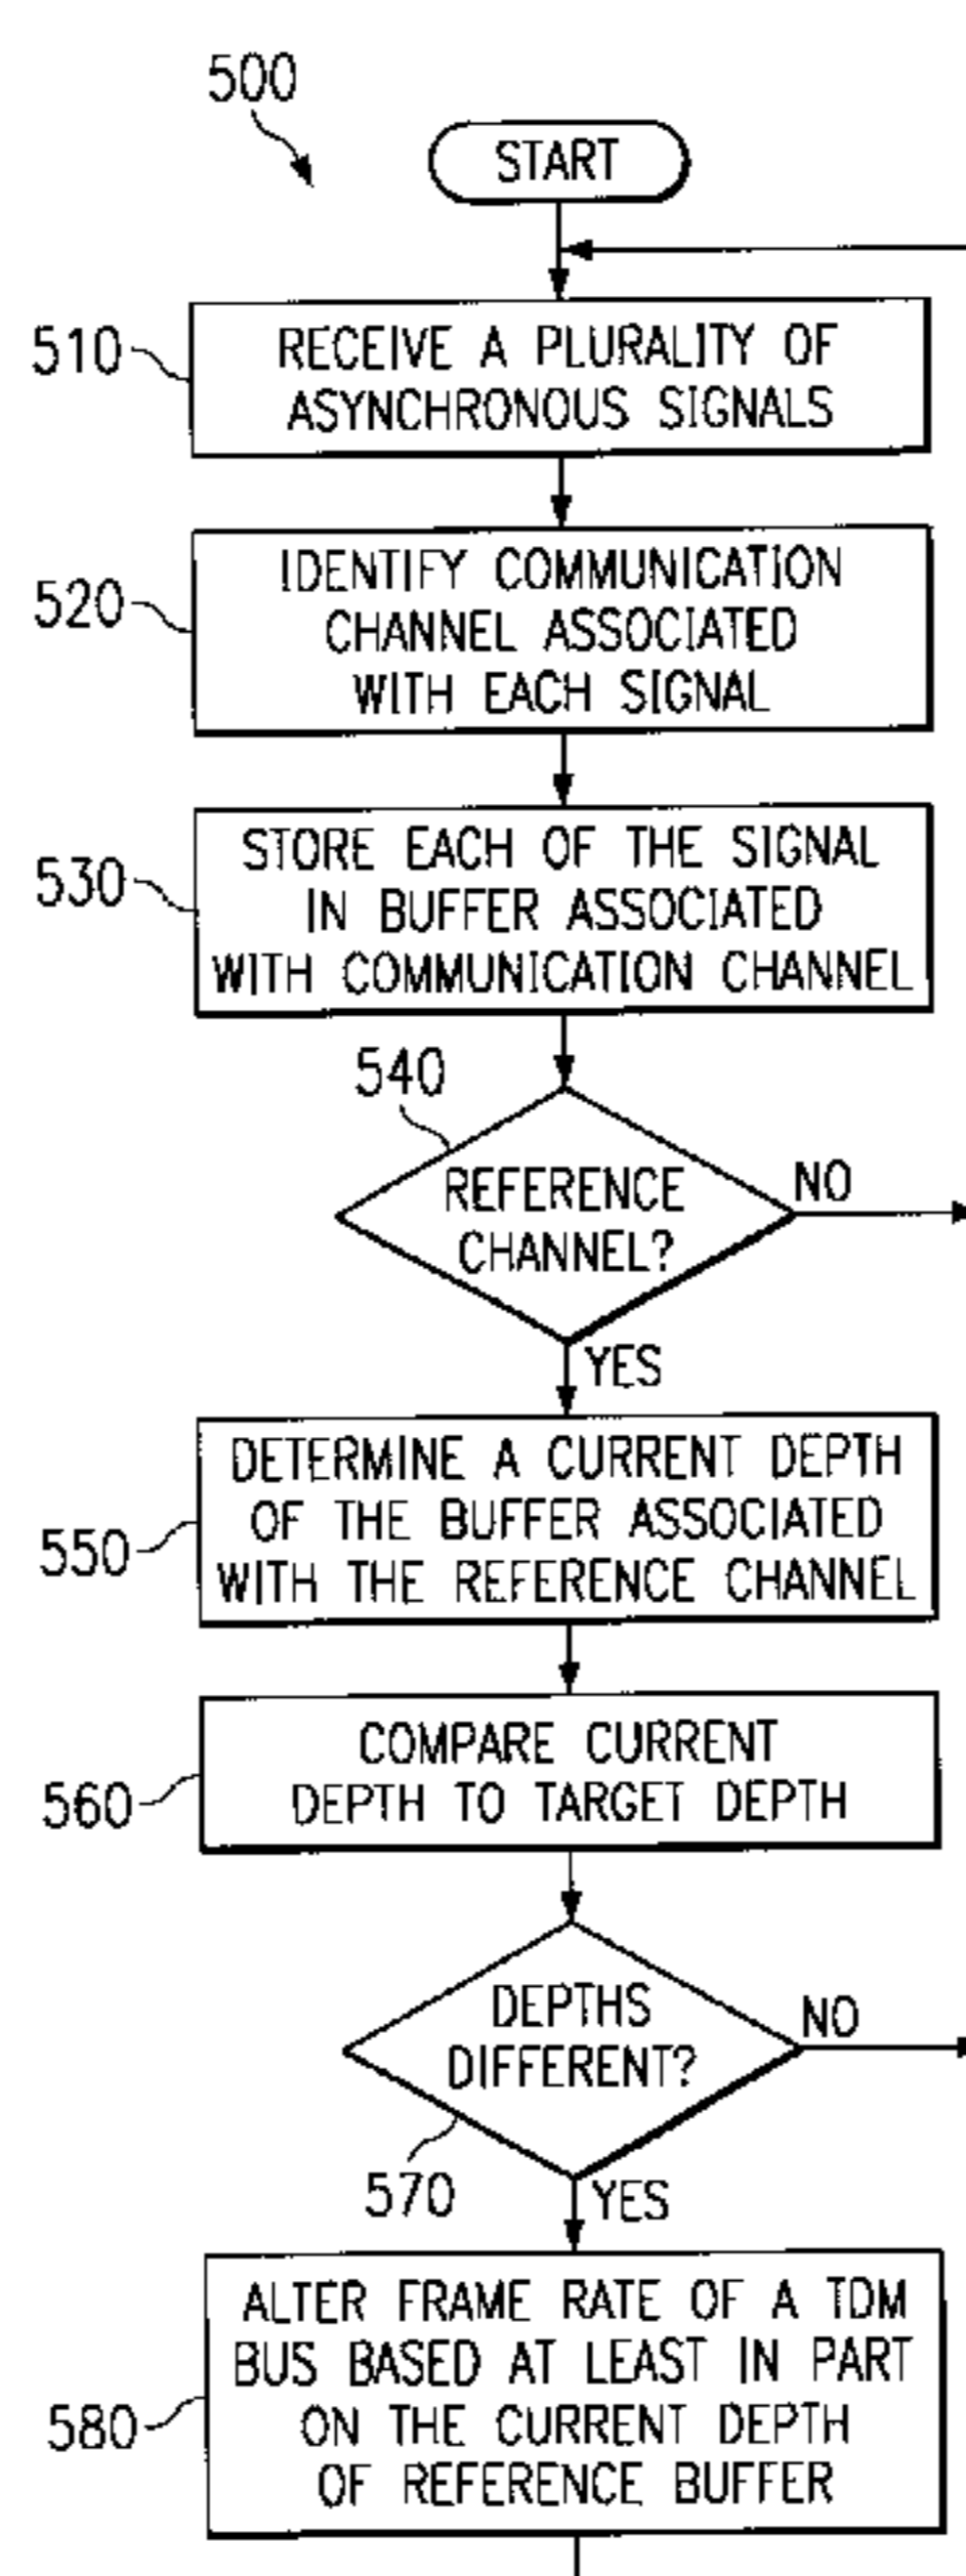 500
START
510
RECEIVE A PLURALITY OF
ASYNCHRONOUS SIGNALS
520
IDENTIFY COMMUNICATION
CHANNEL ASSOCIATED
WITH EACH SIGNAL
530
STORE EACH OF THE SIGNAL
IN BUFFER ASSOCIATED
WITH COMMUNICATION CHANNEL
540
REFERENCE
CHANNEL?
NO
YES
550
DETERMINE A CURRENT DEPTH
OF THE BUFFER ASSOCIATED
WITH THE REFERENCE CHANNEL
560
COMPARE CURRENT
DEPTH TO TARGET DEPTH
DEPTHS
DIFFERENT?
NO
570
YES
580
ALTER FRAME RATE OF A TDM
BUS BASED AT LEAST IN PART
ON THE CURRENT DEPTH
OF REFERENCE BUFFER